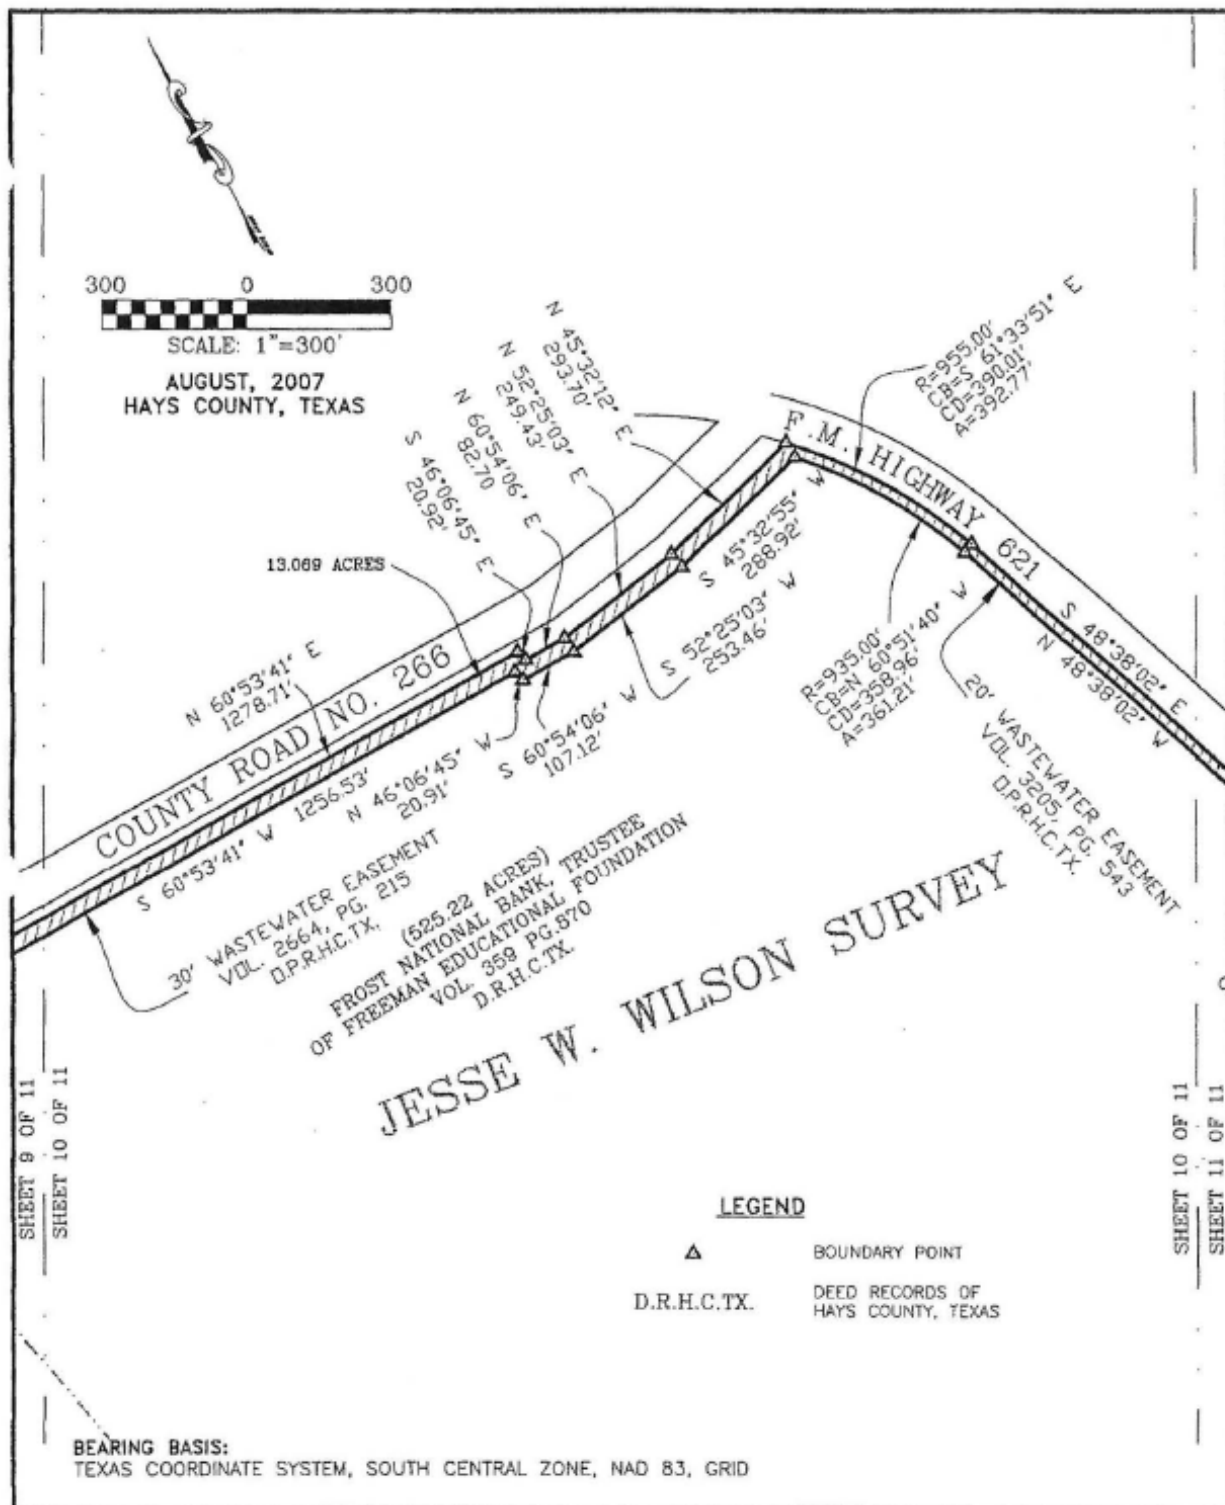 300 0 300
SCALE: 1"=300'
AUGUST, 2007
HAYS COUNTY, TEXAS
N 45°32'12" E
293.70'
N 52°25'03" E
249.43'
N 60°54'06" E
82.70
S 46°06'45" E
20.92'
13.069 ACRES
R=955.00'
CB=S 61°33'51" E
CD=390.01'
A=392.77'
F.M. HIGHWAY 621
N 60°53'41" E
1278.71'
COUNTY ROAD NO. 266
S 45°32'55" W
288.92'
S 52°25'03" W
253.46'
S 60°54'06" W
107.12'
N 46°06'45" W
20.91'
S 60°53'41" W 1256.53'
R=935.00'
CB=N 60°51'40" W
CD=358.96'
A=361.21'
S 48°38'02" E
N 48°38'02" W
20' WASTEWATER EASEMENT
VOL. 3205, PG. 543
O.P.R.H.C.TX.
30' WASTEWATER EASEMENT
VOL. 2664, PG. 215
O.P.R.H.C.TX.
(525.22 ACRES)
FROST NATIONAL BANK, TRUSTEE
OF FREEMAN EDUCATIONAL FOUNDATION
VOL. 359 PG.870
D.R.H.C.TX.
JESSE W. WILSON SURVEY
SHEET 9 OF 11
SHEET 10 OF 11
SHEET 10 OF 11
SHEET 11 OF 11
LEGEND
BOUNDARY POINT
D.R.H.C.TX.
DEED RECORDS OF
HAYS COUNTY, TEXAS
BEARING BASIS:
TEXAS COORDINATE SYSTEM, SOUTH CENTRAL ZONE, NAD 83, GRID